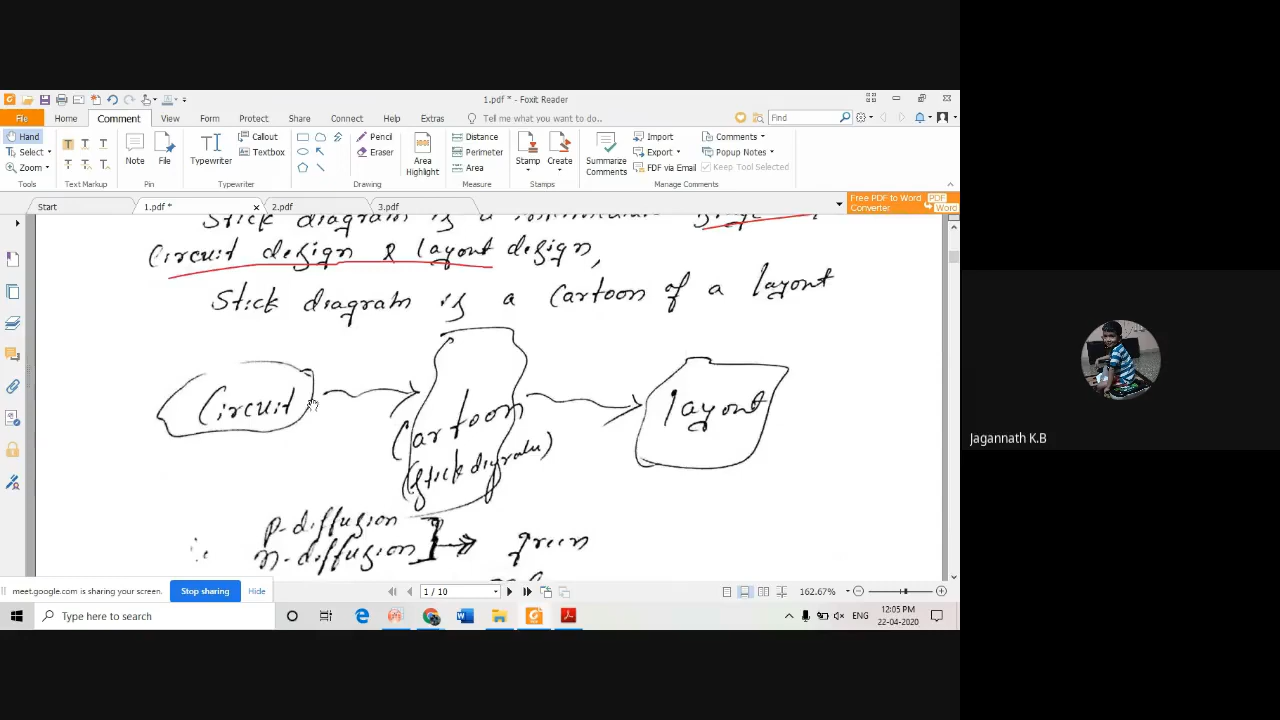 1.pdf * - Foxit Reader
File Home Comment View Form Protect Share Connect Help Extras Tell me what you want to do.. Find
Hand
Select
Zoom
Tools
Text Markup
Note
File
Pin
Typewriter
Callout
Textbox
Typewriter
Pencil
Eraser
Drawing
Area Highlight
Distance
Perimeter
Area
Measure
Stamp
Create
Stamps
Summarize Comments
Import
Export
FDF via Email
Comments
Popup Notes
Keep Tool Selected
Manage Comments
Start 1.pdf * 2.pdf 3.pdf
Free PDF to Word Converter
PDF
Word
Stick diagram is a
Circuit design & layout design,
Stick diagram is a Cartoon of a layout
Circuit
Cartoon
layout
p-diffusion
n-diffusion
green
Jagannath K.B
meet.google.com is sharing your screen. Stop sharing Hide
1 / 10
162.67%
Type here to search
ENG
12:05 PM
22-04-2020